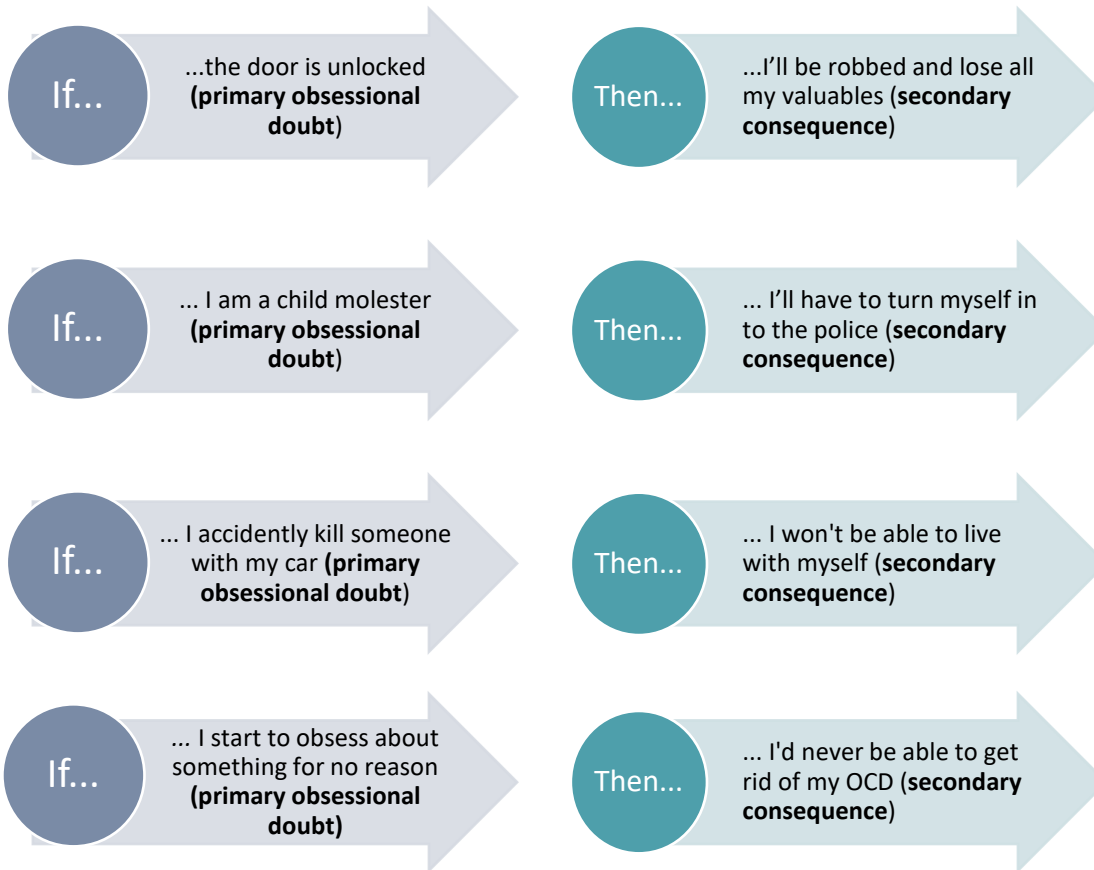 If...
...the door is unlocked
(primary obsessional
doubt)
Then...
...I’ll be robbed and lose all
my valuables (secondary
consequence)
If...
... I am a child molester
(primary obsessional
doubt)
Then...
... I’ll have to turn myself in
to the police (secondary
consequence)
If...
... I accidently kill someone
with my car (primary
obsessional doubt)
Then...
... I won't be able to live
with myself (secondary
consequence)
If...
... I start to obsess about
something for no reason
(primary obsessional
doubt)
Then...
... I'd never be able to get
rid of my OCD (secondary
consequence)